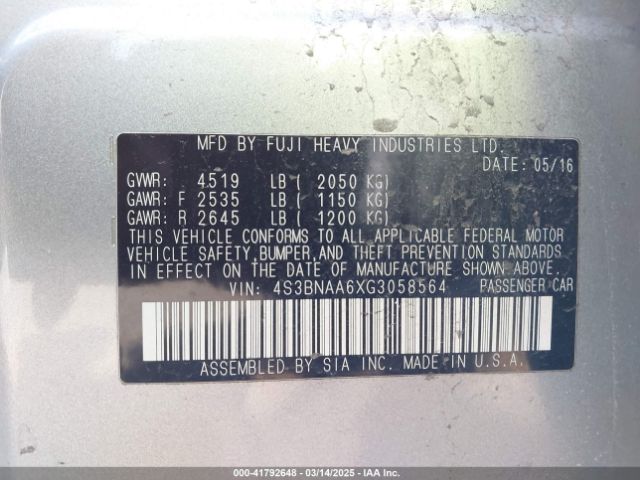 MFD BY FUJI HEAVY INDUSTRIES LTD.
DATE: 05/16
GVWR: 4519 LB ( 2050 KG)
GAWR: F 2535 LB ( 1150 KG)
GAWR: R 2645 LB ( 1200 KG)
THIS VEHICLE CONFORMS TO ALL APPLICABLE FEDERAL MOTOR
VEHICLE SAFETY, BUMPER, AND THEFT PREVENTION STANDARDS
IN EFFECT ON THE DATE OF MANUFACTURE SHOWN ABOVE.
VIN: 4S3BNAA6XG3058564 PASSENGER CAR
ASSEMBLED BY SIA INC. MADE IN U.S.A.
000-41792648 - 03/14/2025 - IAA Inc.